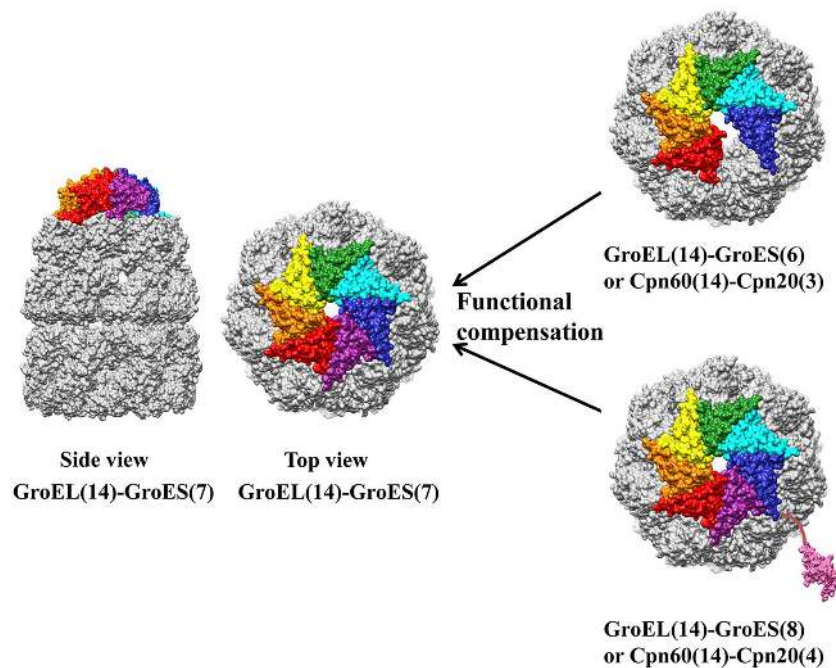 Side view
GroEL(14)-GroES(7)
Top view
GroEL(14)-GroES(7)
Functional
compensation
GroEL(14)-GroES(6)
or Cpn60(14)-Cpn20(3)
GroEL(14)-GroES(8)
or Cpn60(14)-Cpn20(4)